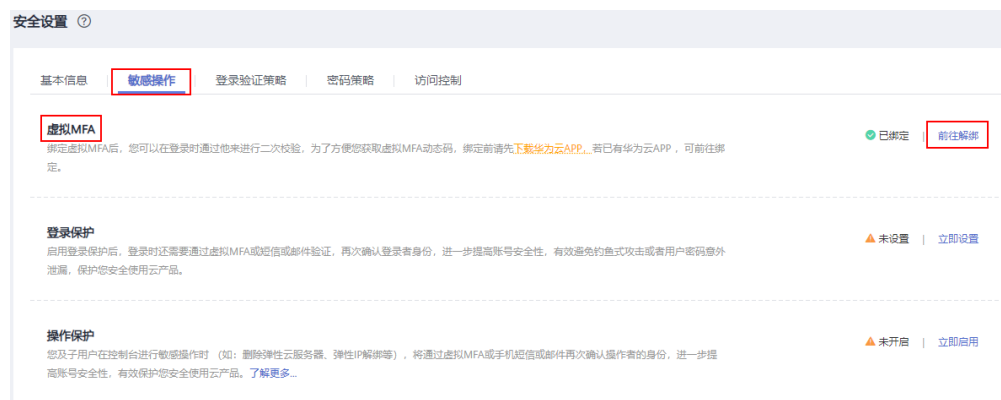 安全设置 ?
基本信息 敏感操作 登录验证策略 密码策略 访问控制
虚拟MFA
绑定虚拟MFA后，您可以在登录时通过他来进行二次校验，为了方便您获取虚拟MFA动态码，绑定前请先下载华为云APP，若已有华为云APP ，可前往绑
定。
已绑定 | 前往解绑
登录保护
启用登录保护后，登录时还需要通过虚拟MFA或短信或邮件验证，再次确认登录者身份，进一步提高账号安全性，有效避免钓鱼式攻击或者用户密码意外
泄漏，保护您安全使用云产品。
未设置 | 立即设置
操作保护
您及子用户在控制台进行敏感操作时 （如：删除弹性云服务器、弹性IP解绑等），将通过虚拟MFA或手机短信或邮件再次确认操作者的身份，进一步提
高账号安全性，有效保护您安全使用云产品。了解更多...
未开启 | 立即启用